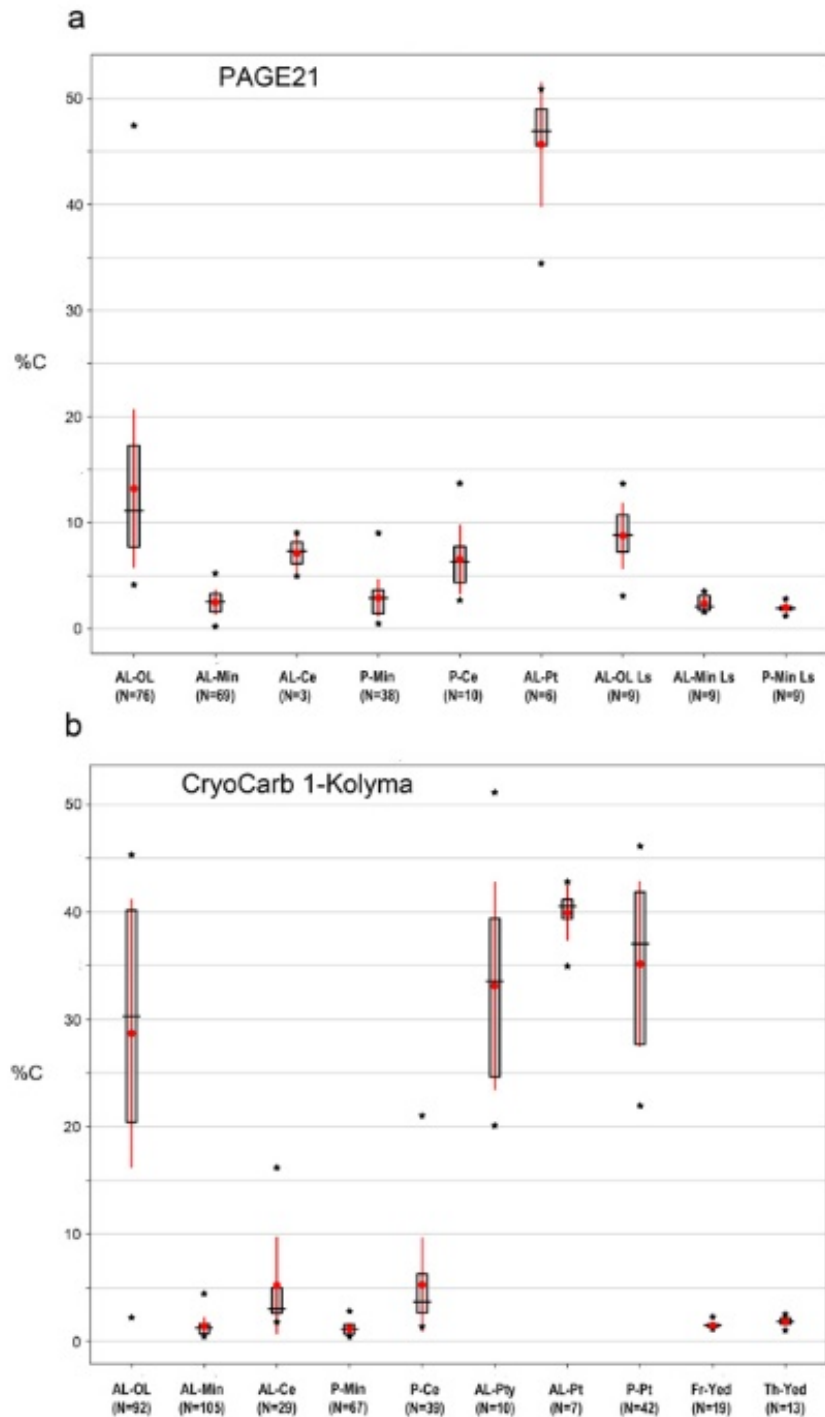 a
PAGE21
50
40
30
%C
20
10
0
AL-OL AL-Min AL-Ce P-Min P-Ce AL-Pt AL-OL Ls AL-Min Ls P-Min Ls
(N=76) (N=69) (N=3) (N=38) (N=10) (N=6) (N=9) (N=9) (N=9)
b
CryoCarb 1-Kolyma
50
40
30
%C
20
10
0
AL-OL AL-Min AL-Ce P-Min P-Ce AL-Pty AL-Pt P-Pt Fr-Yed Th-Yed
(N=92) (N=105) (N=29) (N=67) (N=39) (N=10) (N=7) (N=42) (N=19) (N=13)